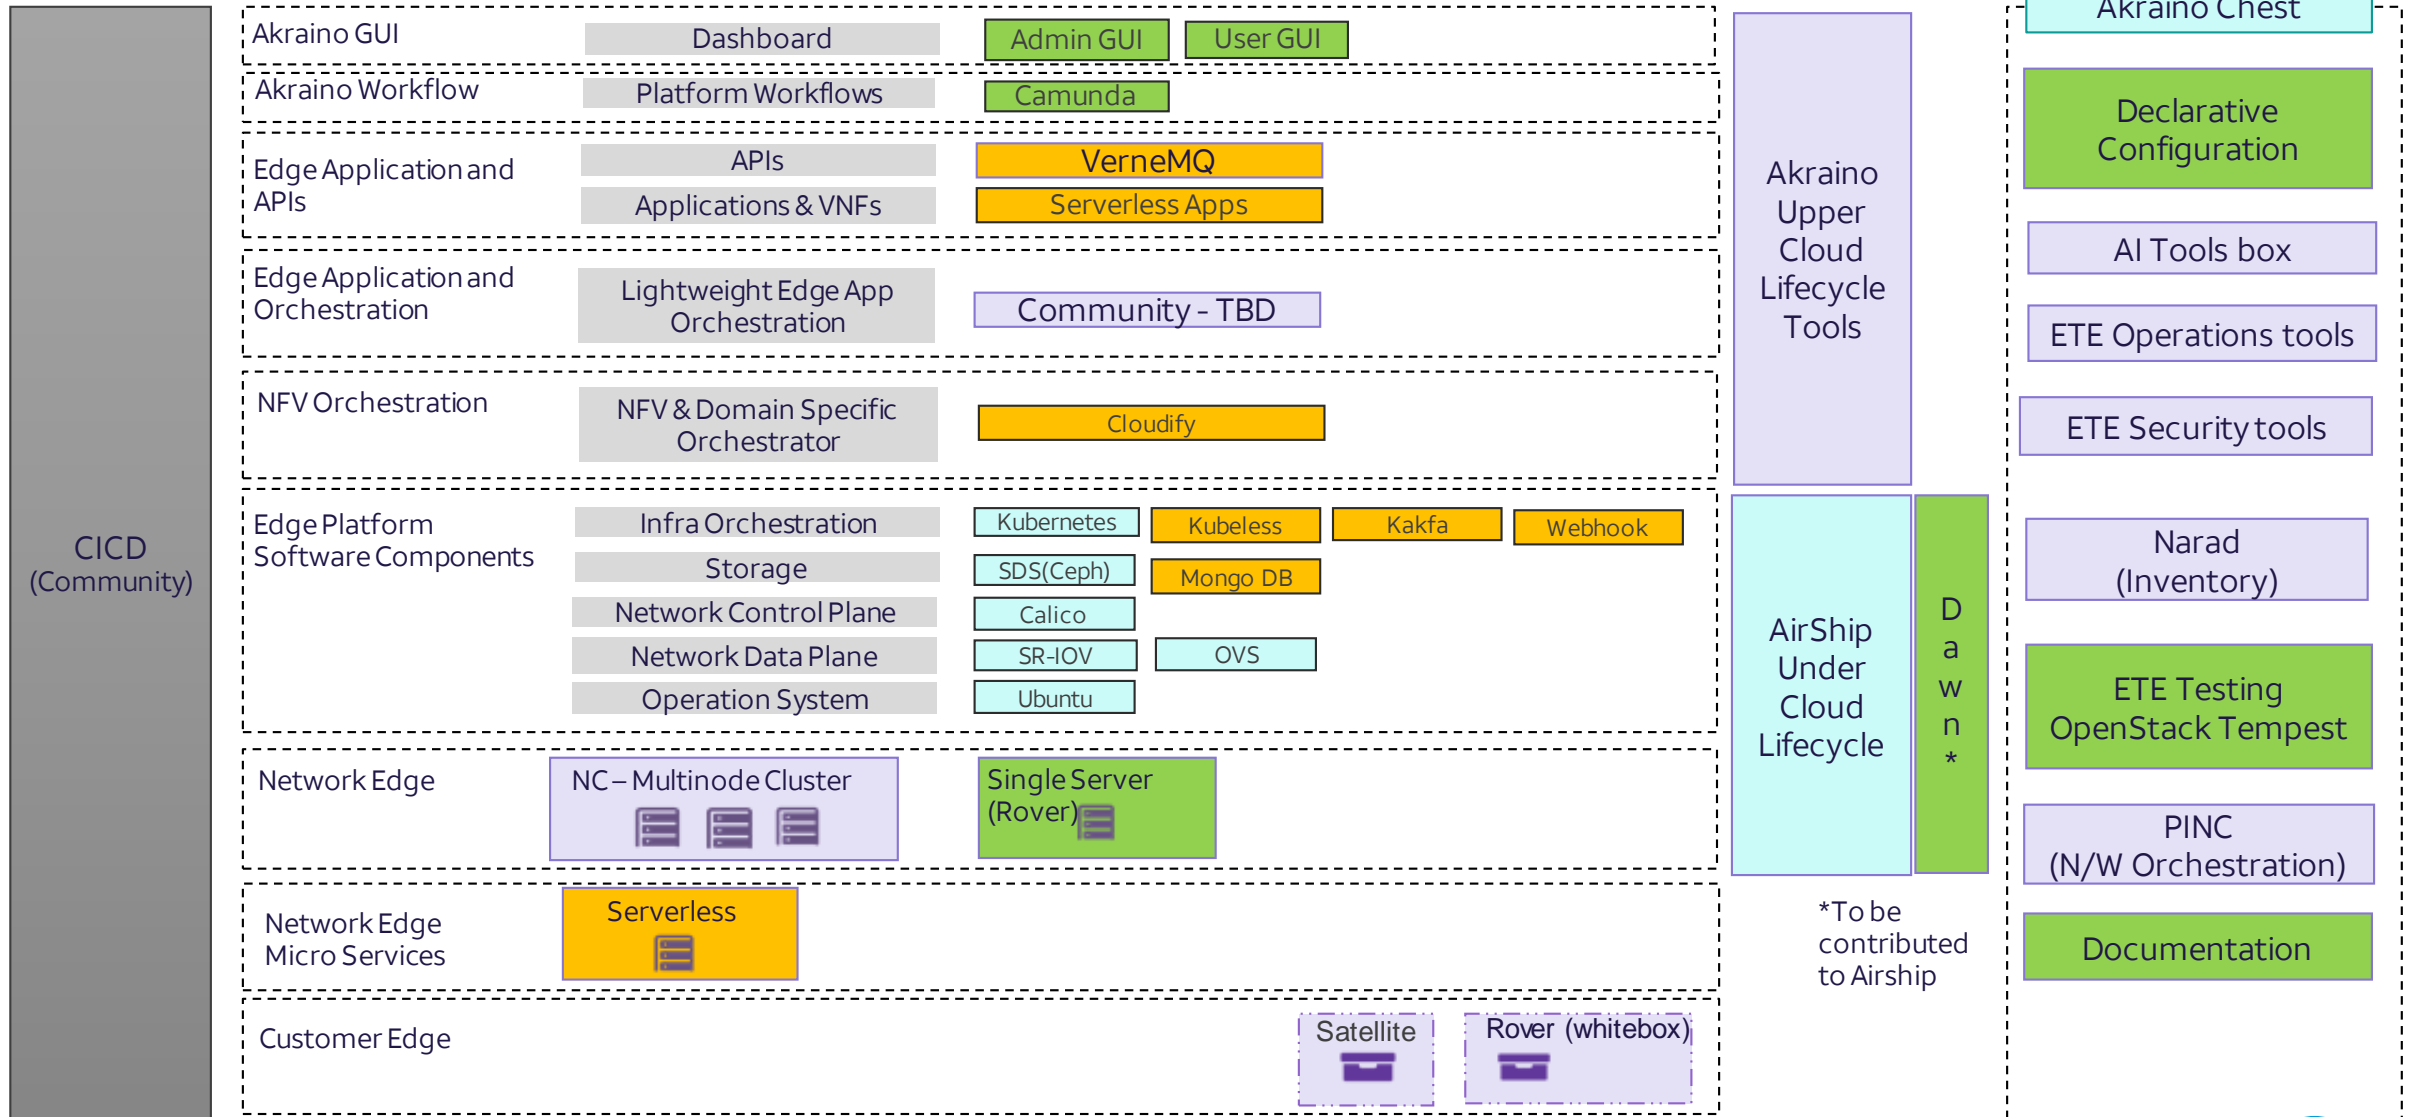 CICD
(Community)
Akraino GUI
Dashboard
Admin GUI
User GUI
Akraino Workflow
Platform Workflows
Camunda
Edge Application and
APIs
APIs
VerneMQ
Applications & VNFs
Serverless Apps
Edge Application and
Orchestration
Lightweight Edge App
Orchestration
Community - TBD
NFV Orchestration
NFV & Domain Specific
Orchestrator
Cloudify
Edge Platform
Software Components
Infra Orchestration
Kubernetes
Kubeless
Kakfa
Webhook
Storage
SDS(Ceph)
Mongo DB
Network Control Plane
Calico
Network Data Plane
SR-IOV
OVS
Operation System
Ubuntu
Network Edge
NC – Multinode Cluster
Single Server
(Rover)
Network Edge
Micro Services
Serverless
Customer Edge
Satellite
Rover (whitebox)
Akraino
Upper
Cloud
Lifecycle
Tools
AirShip
Under
Cloud
Lifecycle
D
a
w
n
*
*To be
contributed
to Airship
Akraino Chest
Declarative
Configuration
AI Tools box
ETE Operations tools
ETE Security tools
Narad
(Inventory)
ETE Testing
OpenStack Tempest
PINC
(N/W Orchestration)
Documentation